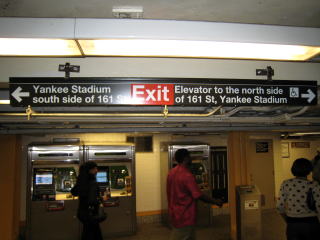 Yankee Stadium
south side of 161 St
Exit
Elevator to the north side
of 161 St, Yankee Stadium